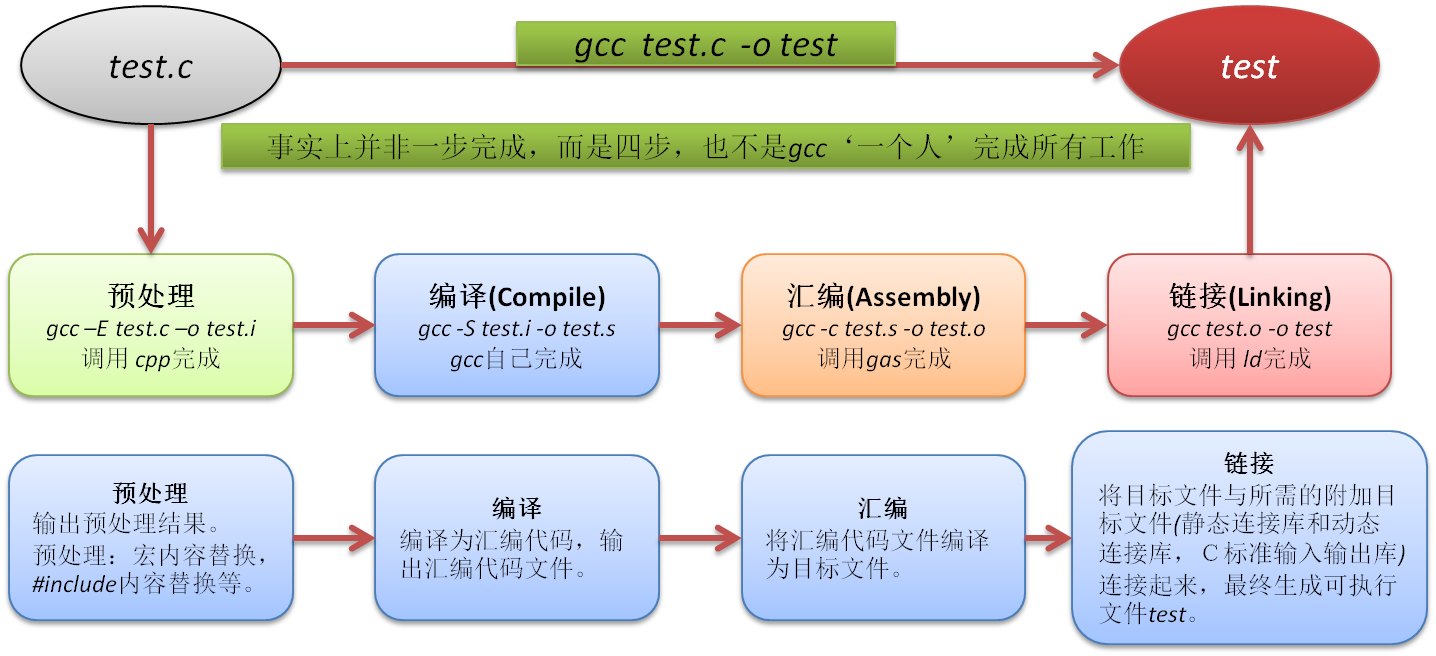 test.c
gcc test.c -o test
test
事实上并非一步完成，而是四步，也不是gcc‘一个人’完成所有工作
预处理
gcc –E test.c –o test.i
调用 cpp完成
编译(Compile)
gcc -S test.i -o test.s
gcc自己完成
汇编(Assembly)
gcc -c test.s -o test.o
调用gas完成
链接(Linking)
gcc test.o -o test
调用 ld完成
预处理
输出预处理结果。
预处理：宏内容替换，
#include内容替换等。
编译
编译为汇编代码，输
出汇编代码文件。
汇编
将汇编代码文件编译
为目标文件。
链接
将目标文件与所需的附加目
标文件(静态连接库和动态
连接库，Ｃ标准输入输出库)
连接起来，最终生成可执行
文件test。